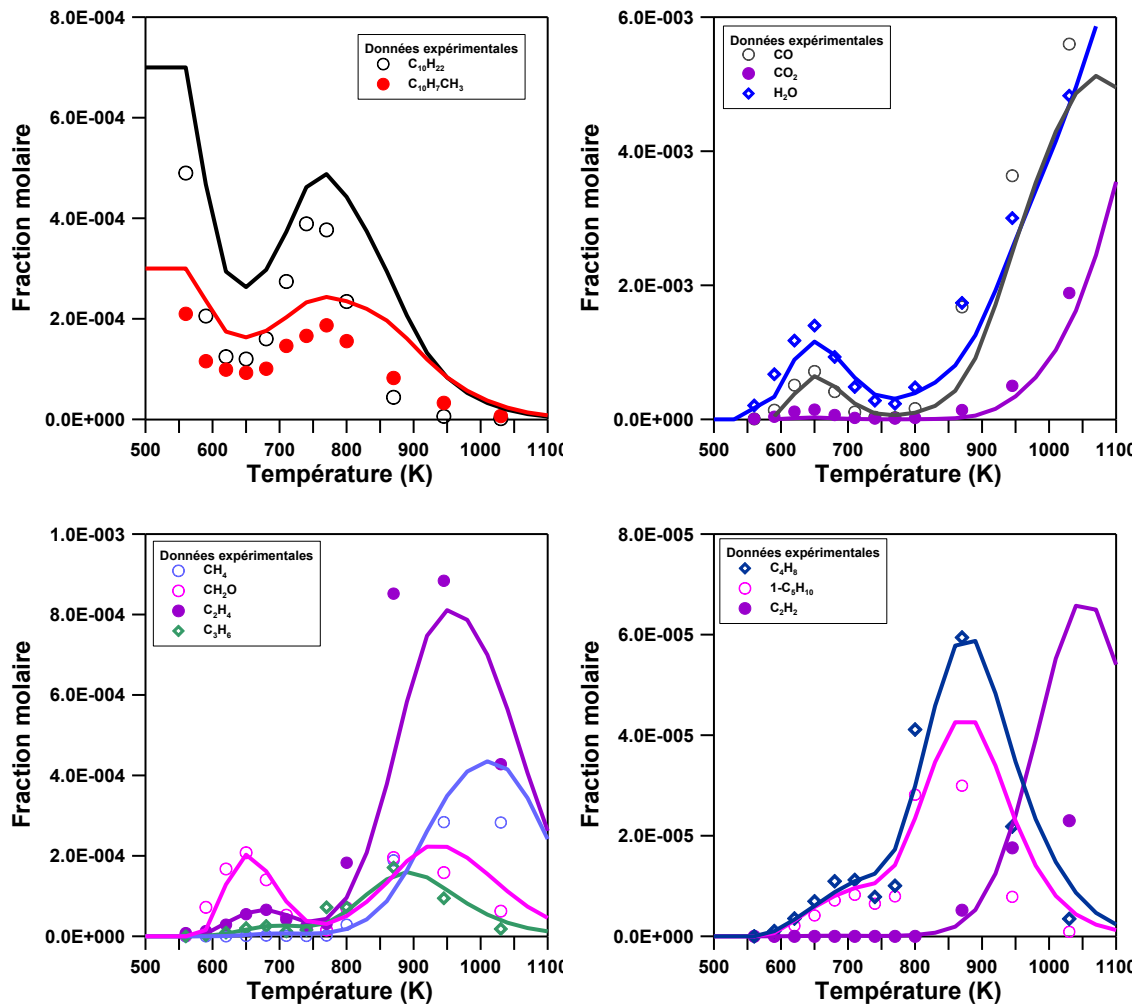 8.0E-004
6.0E-004
4.0E-004
2.0E-004
0.0E+000
Fraction molaire
Données expérimentales
C₁₀H₂₂
C₁₀H₇CH₃
500 600 700 800 900 1000 1100
Température (K)
6.0E-003
4.0E-003
2.0E-003
0.0E+000
Fraction molaire
Données expérimentales
CO
CO₂
H₂O
500 600 700 800 900 1000 1100
Température (K)
1.0E-003
8.0E-004
6.0E-004
4.0E-004
2.0E-004
0.0E+000
Fraction molaire
Données expérimentales
CH₄
CH₂O
C₂H₄
C₃H₆
500 600 700 800 900 1000 1100
Température (K)
8.0E-005
6.0E-005
4.0E-005
2.0E-005
0.0E+000
Fraction molaire
Données expérimentales
C₄H₈
1-C₅H₁₀
C₂H₂
500 600 700 800 900 1000 1100
Température (K)